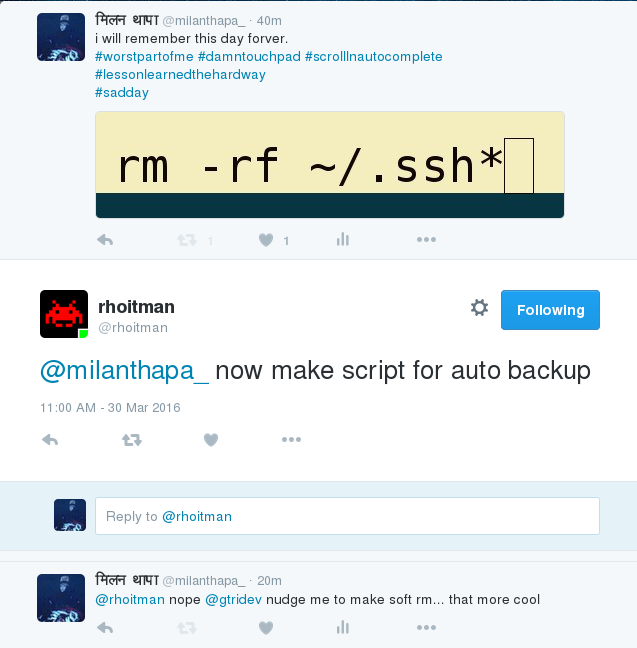 मिलन थापा @milanthapa_ · 40m
i will remember this day forver.
#worstpartofme #damntouchpad #scrolllnautocomplete
#lessonlearnedthehardway
#sadday
rm -rf ~/.ssh*
1 1
rhoitman
@rhoitman
Following
@milanthapa_ now make script for auto backup
11:00 AM - 30 Mar 2016
Reply to @rhoitman
मिलन थापा @milanthapa_ · 20m
@rhoitman nope @gtridev nudge me to make soft rm... that more cool